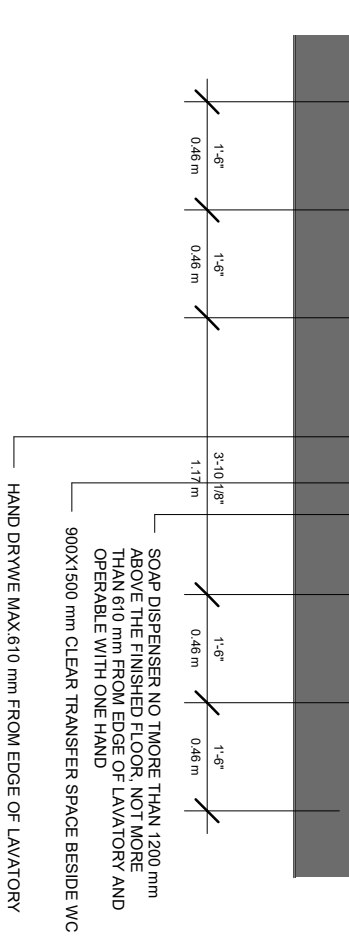 1'-6"
0.46 m
1'-6"
0.46 m
3'-10 1/8"
1.17 m
1'-6"
0.46 m
1'-6"
0.46 m
SOAP DISPENSER NO TMORE THAN 1200 mm
ABOVE THE FINISHED FLOOR, NOT MORE
THAN 610 mm FROM EDGE OF LAVATORY AND
OPERABLE WITH ONE HAND
900X1500 mm CLEAR TRANSFER SPACE BESIDE WC
HAND DRYWE MAX.610 mm FROM EDGE OF LAVATORY